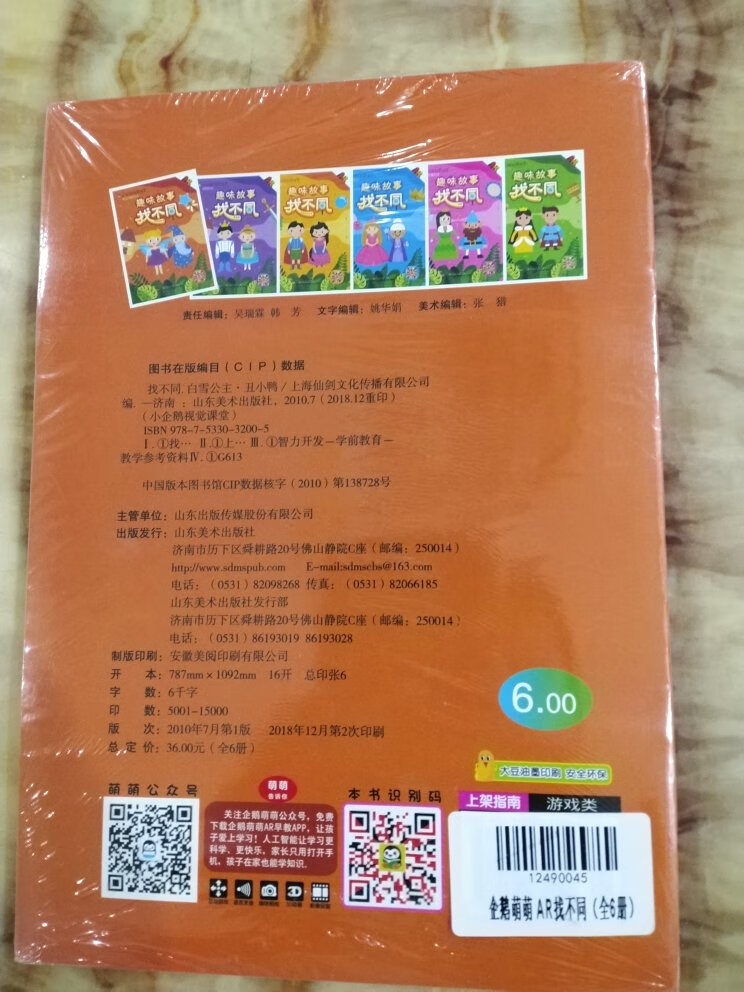 趣味故事 找不同
趣味故事 找不同
趣味故事 找不同
趣味故事 找不同
趣味故事 找不同
趣味故事 找不同
责任编辑：吴瑞霖 韩 芳 文字编辑：姚华娟 美术编辑：张
图书在版编目(CIP)数据
找不同.白雪公主·丑小鸭/上海仙剑文化传播有限公司
编.—济南：山东美术出版社，2010.7（2018.12重印）
（小企鹅视觉课堂）
ISBN 978-7-5330-3200-5
Ⅰ.①找… Ⅱ.①上… Ⅲ.①智力开发－学前教育－
教学参考资料Ⅳ.①G613
中国版本图书馆CIP数据核字（2010）第138728号
主管单位：山东出版传媒股份有限公司
出版发行：山东美术出版社
济南市历下区舜耕路20号佛山静院C座（邮编：250014）
http://www.sdmspub.com E-mail:sdmscbs@163.com
电话：（0531）82098268 传真：（0531）82066185
山东美术出版社发行部
济南市历下区舜耕路20号佛山静院C座（邮编：250014）
电话：（0531）86193019 86193028
制版印刷：安徽美阅印刷有限公司
开 本：787mm×1092mm 16开 总印张6
字 数：6千字
印 数：5001-15000
版 次：2010年7月第1版 2018年12月第2次印刷
总 定 价：36.00元（全6册）
6.00
大豆油墨印刷 安全环保
萌萌公众号
萌萌
告诉你
关注企鹅萌萌公众号，免费
下载企鹅萌萌AR早教APP，让孩
子爱上学习！人工智能让学习更
科学、更快乐，家长只用打开手
机，孩子在家也能学知识.
3D
本书识别码
上架指南 游戏类
12490045
企鹅萌萌AR找不同（全6册）